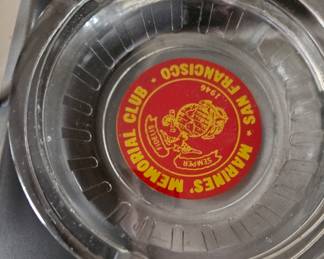 MARINES' MEMORIAL CLUB
SAN FRANCISCO
1946
SEMPER
FIDELIS